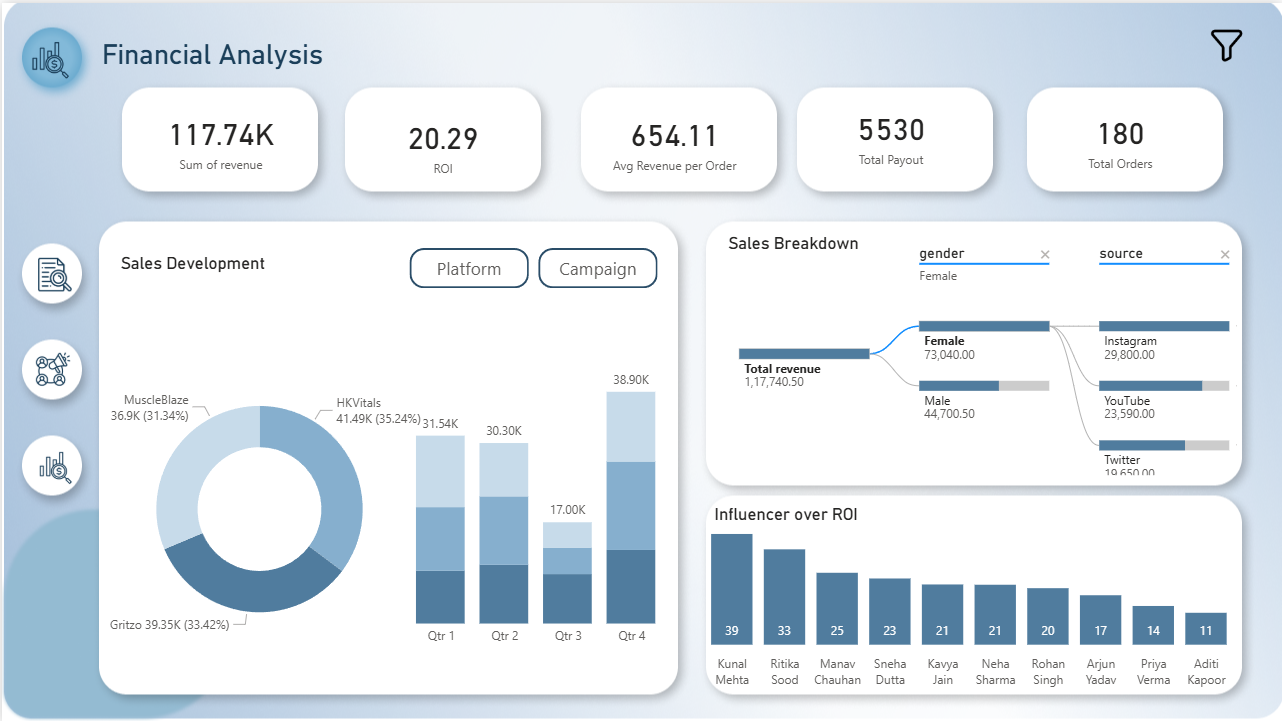 Financial Analysis
117.74K
Sum of revenue
20.29
ROI
654.11
Avg Revenue per Order
5530
Total Payout
180
Total Orders
Sales Development
Platform
Campaign
MuscleBlaze
36.9K (31.34%)
HKVitals
41.49K (35.24%)
Gritzo 39.35K (33.42%)
31.54K
30.30K
17.00K
38.90K
Qtr 1
Qtr 2
Qtr 3
Qtr 4
Sales Breakdown
gender
Female
source
Total revenue
1,17,740.50
Female
73,040.00
Male
44,700.50
Instagram
29,800.00
YouTube
23,590.00
Twitter
19,650.00
Influencer over ROI
39
33
25
23
21
21
20
17
14
11
Kunal
Mehta
Ritika
Sood
Manav
Chauhan
Sneha
Dutta
Kavya
Jain
Neha
Sharma
Rohan
Singh
Arjun
Yadav
Priya
Verma
Aditi
Kapoor